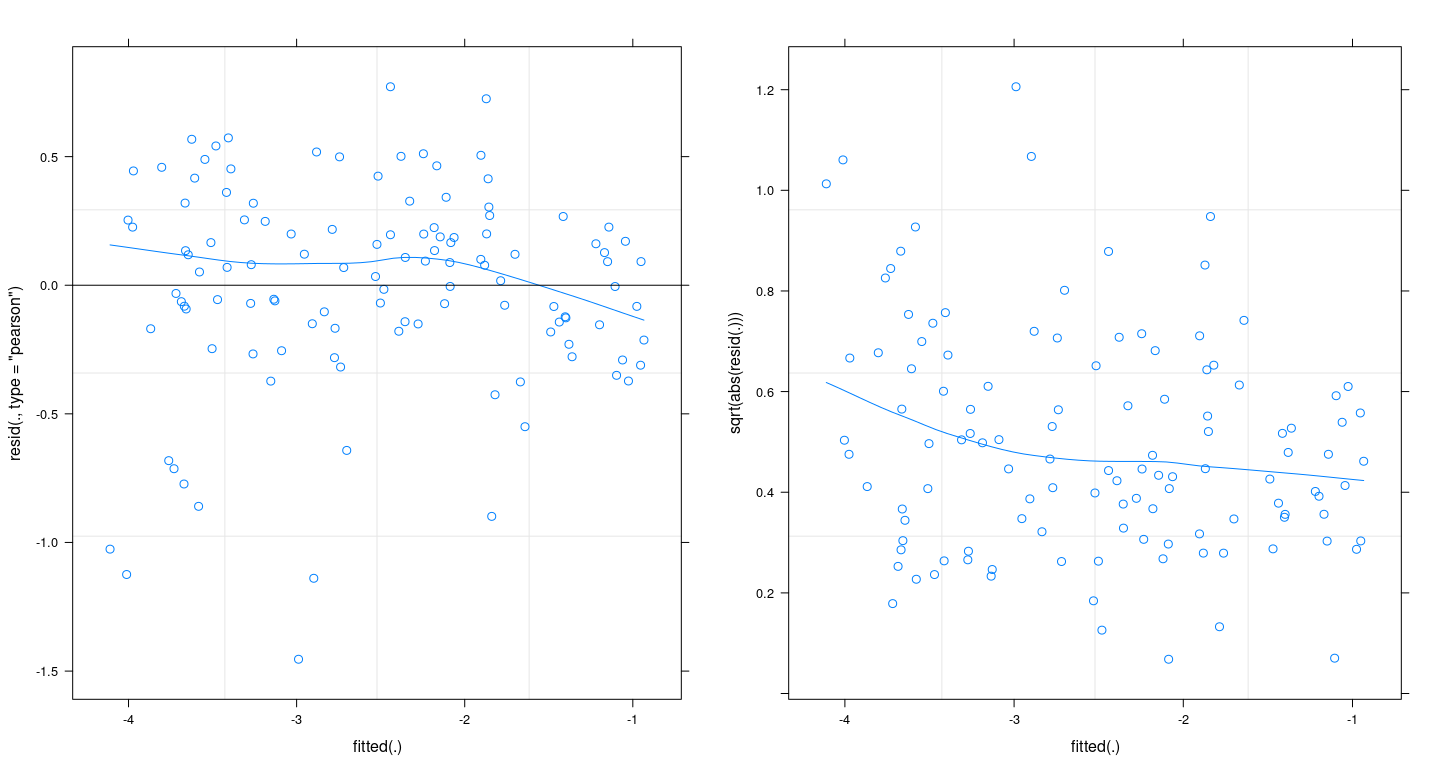 resid(., type = "pearson")
0.5
0.0
-0.5
-1.0
-1.5
-4 -3 -2 -1
fitted(.)
sqrt(abs(resid(.)))
1.2
1.0
0.8
0.6
0.4
0.2
-4 -3 -2 -1
fitted(.)